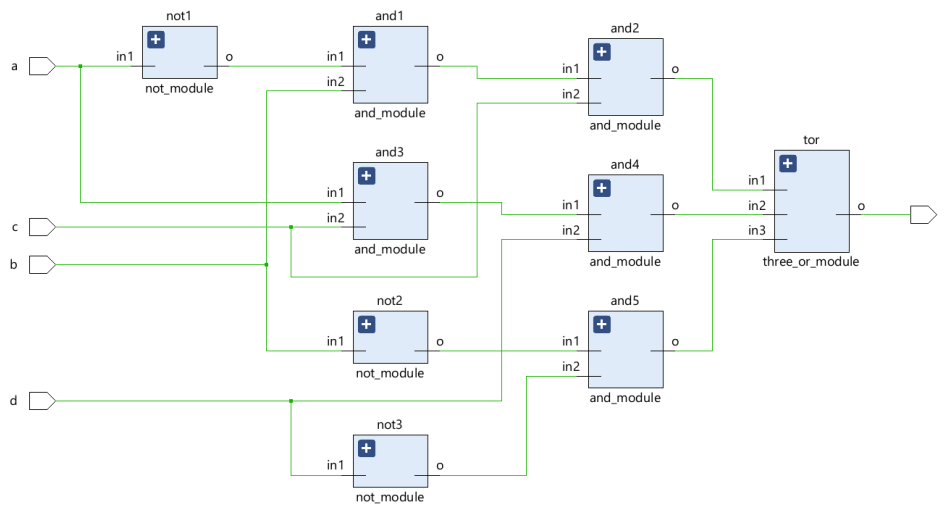 not1
and1
and2
a
in1
o
not_module
in1
in2
o
and_module
in1
in2
o
and_module
and3
in1
in2
o
and_module
and4
in1
in2
o
and_module
tor
in1
in2
in3
o
three_or_module
c
b
not2
in1
o
not_module
and5
in1
in2
o
and_module
d
not3
in1
o
not_module